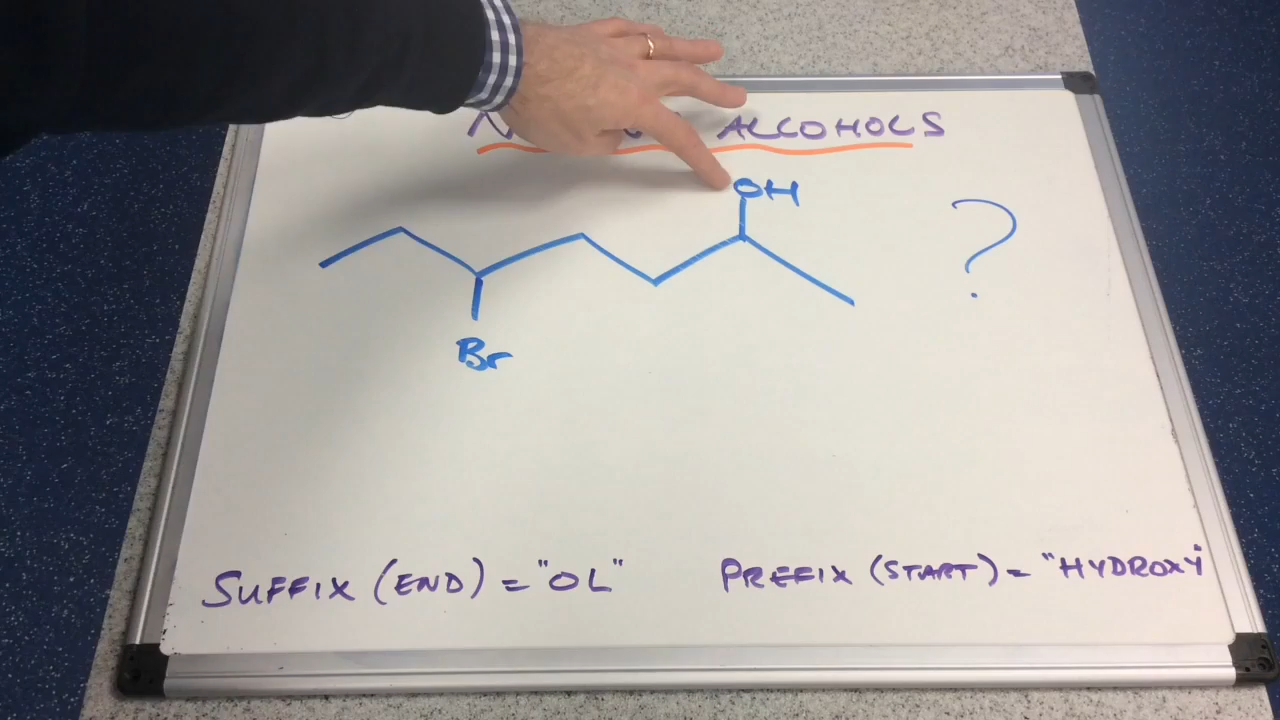 ALCOHOLS
OH
?
Br
SUFFIX (END) = "OL"
PREFIX (START) = "HYDROXY"